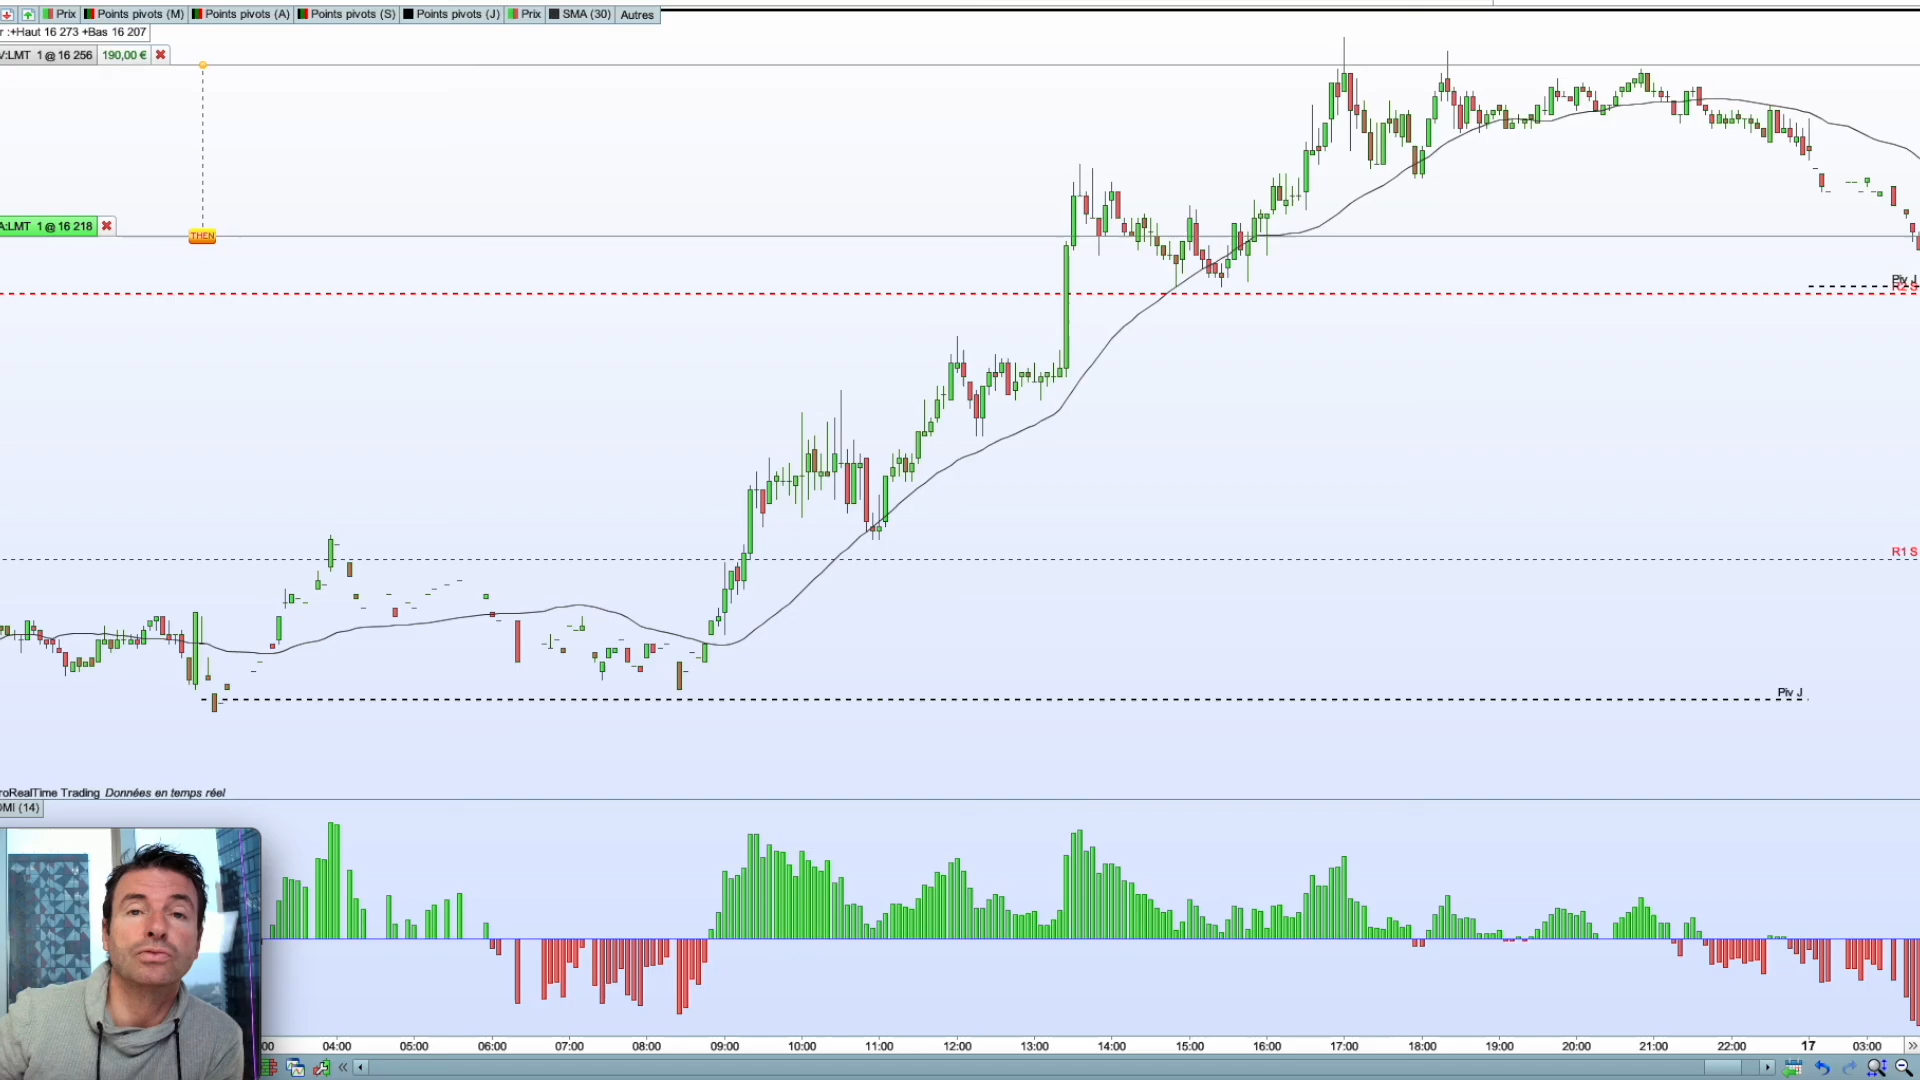 Prix Points pivots (M) Points pivots (A) Points pivots (S) Points pivots (J) Prix SMA (30) Autres
r :+Haut 16 273 +Bas 16 207
V:LMT 1 @ 16 256 190,00 €
A:LMT 1 @ 16 218
THEN
Piv J
R2 S
R1 S
Piv J
roRealTime Trading Données en temps réel
DMI (14)
:00 04:00 05:00 06:00 07:00 08:00 09:00 10:00 11:00 12:00 13:00 14:00 15:00 16:00 17:00 18:00 19:00 20:00 21:00 22:00 17 03:00 >>
<<